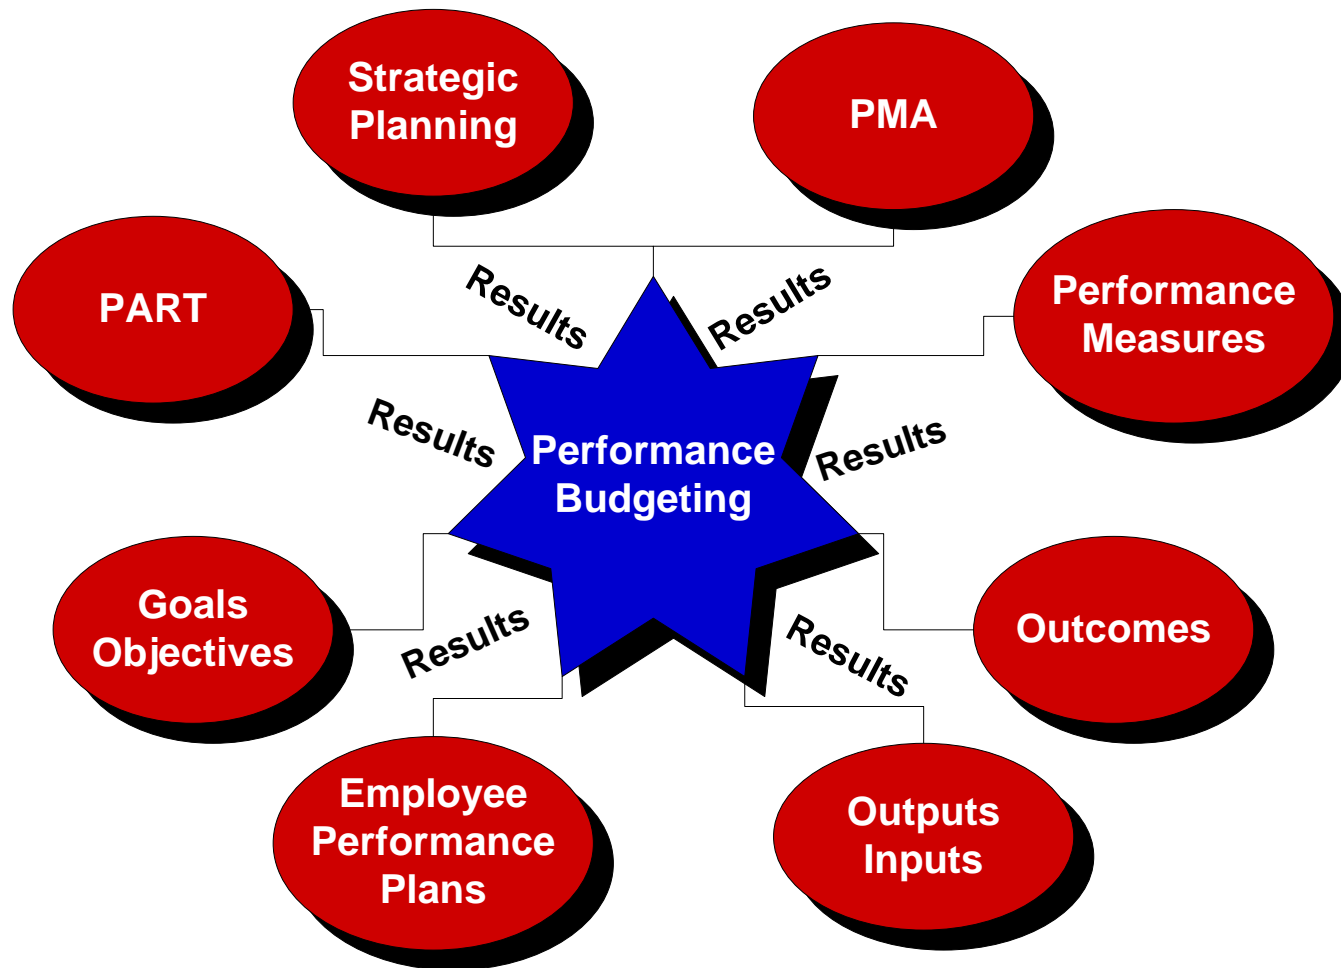 Strategic
Planning
PMA
PART
Performance
Measures
Results
Results
Results
Results
Performance
Budgeting
Goals
Objectives
Outcomes
Results
Results
Employee
Performance
Plans
Outputs
Inputs